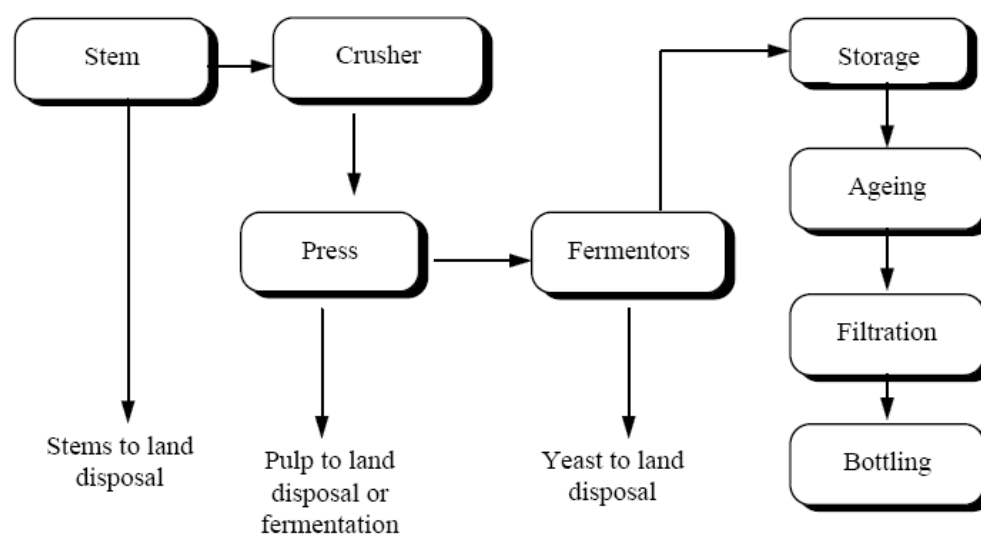 Stem
Crusher
Storage
Ageing
Press
Fermentors
Filtration
Stems to land
disposal
Pulp to land
disposal or
fermentation
Yeast to land
disposal
Bottling